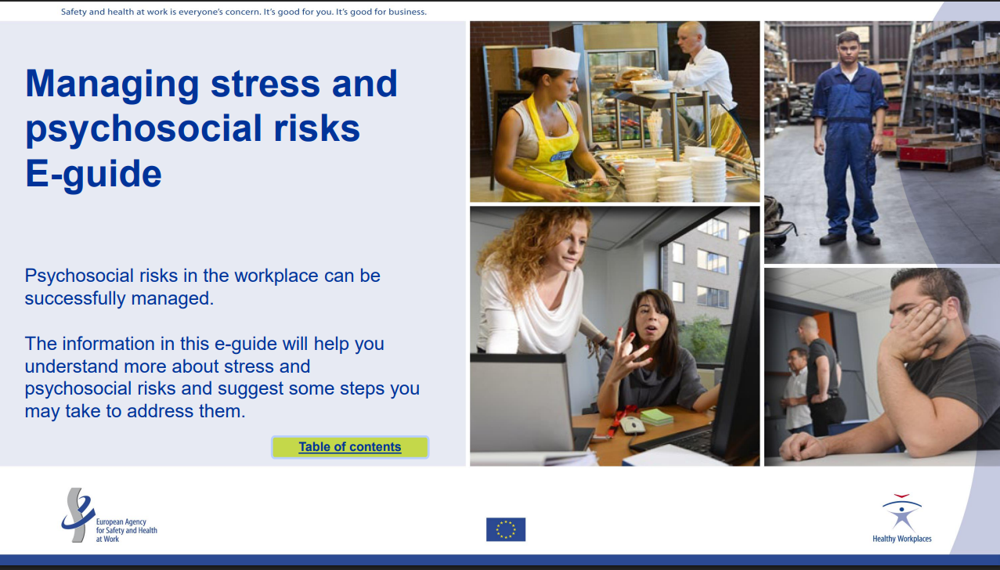 Safety and health at work is everyone's concern. It's good for you. It's good for business.
Managing stress and
psychosocial risks
E-guide
Psychosocial risks in the workplace can be
successfully managed.
The information in this e-guide will help you
understand more about stress and
psychosocial risks and suggest some steps you
may take to address them.
Table of contents
European Agency
for Safety and Health
at Work
Healthy Workplaces